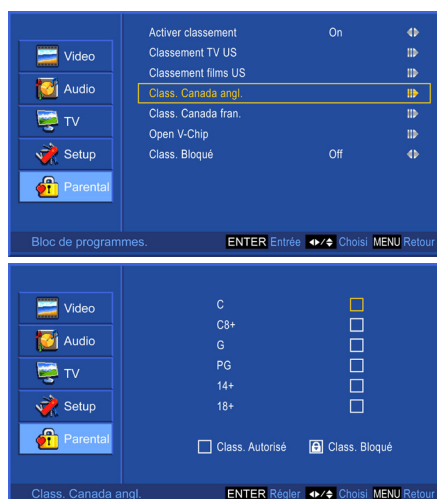 Activer classement On
Video Classement TV US
Classement films US
Audio Class. Canada angl.
TV Class. Canada fran.
Open V-Chip
Setup Class. Bloqué Off
Parental
Bloc de programmes. ENTER Entrée Choisi MENU Retour
Video C
C8+
Audio G
TV PG
14+
Setup 18+
Parental Class. Autorisé Class. Bloqué
Class. Canada angl. ENTER Régler Choisi MENU Retour